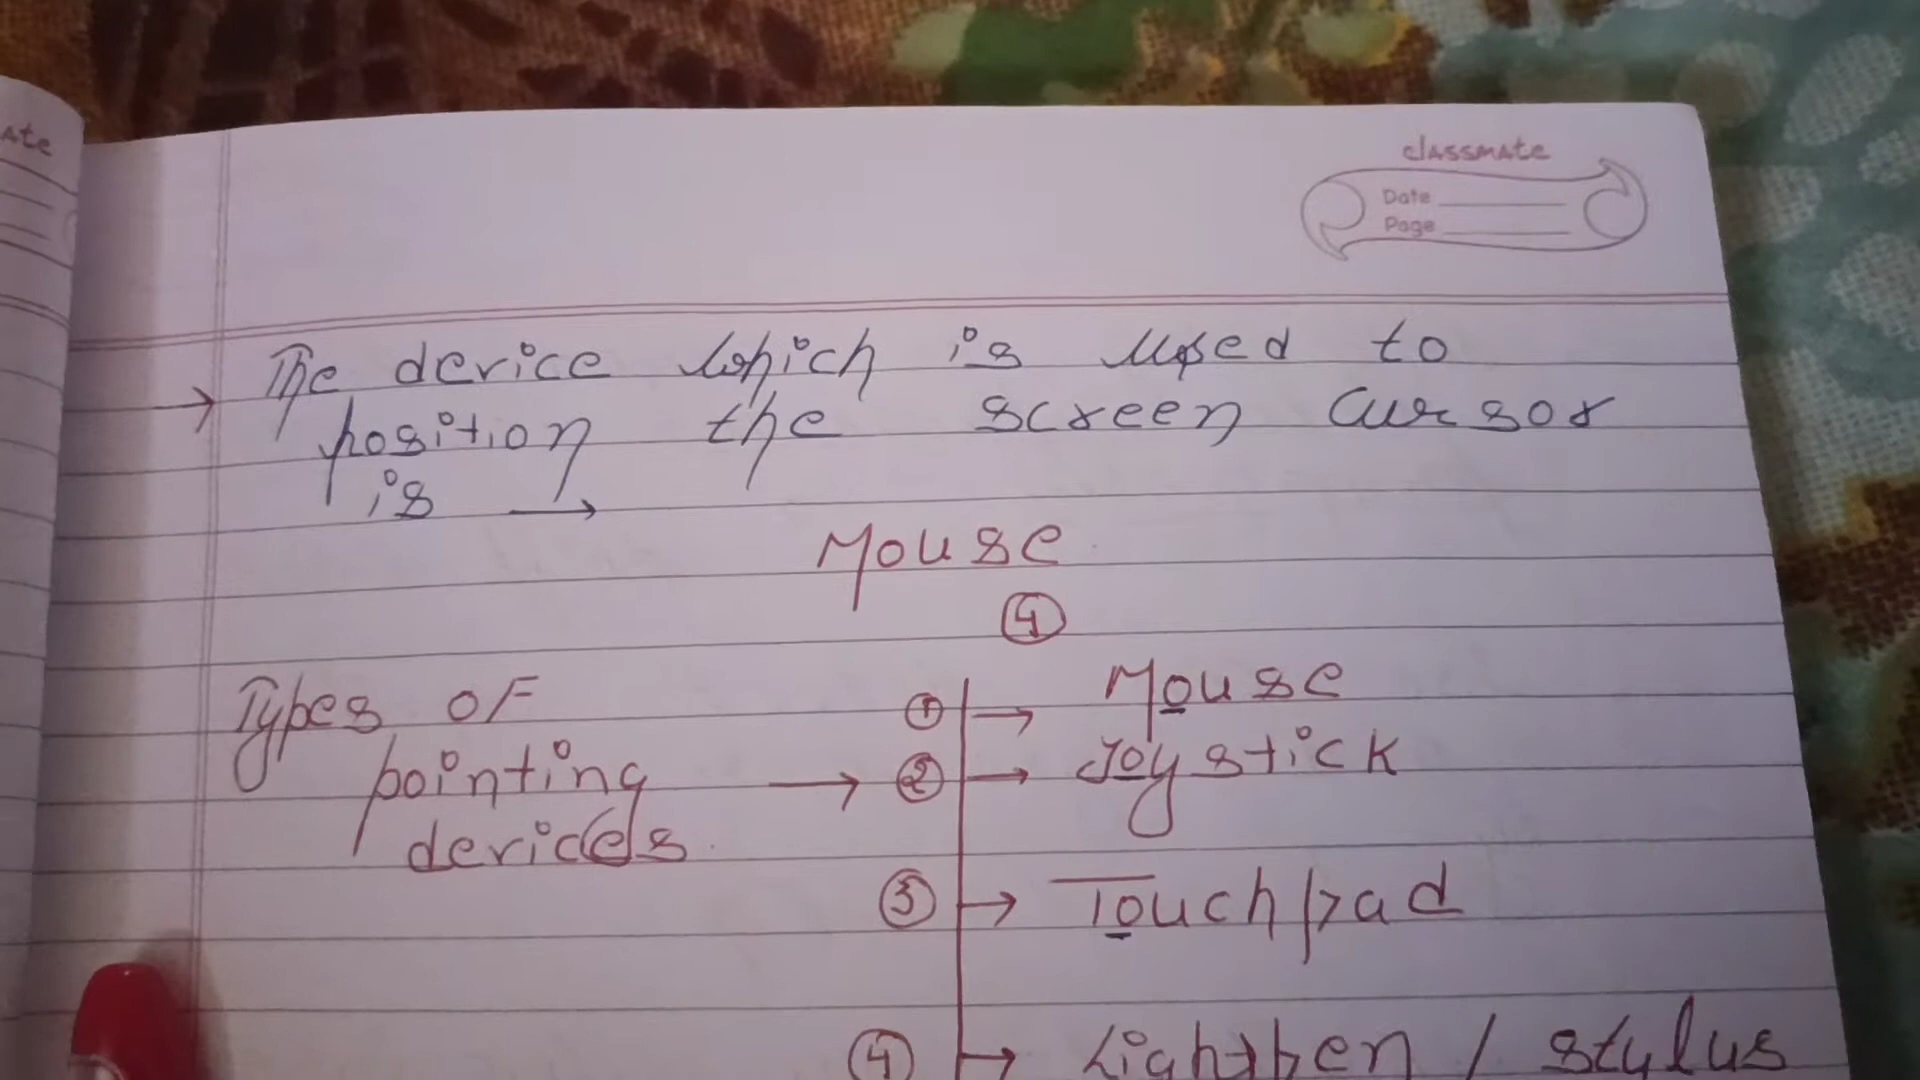 ate
classmate
Date
Page
The device which is used to
position the screen cursor
is →
Mouse
④
Types of
pointing
devices
→
① → Mouse
② → Joystick
③ → Touchpad
④ → Lightpen / stylus